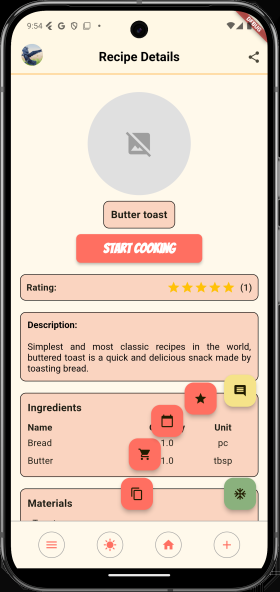 9:54
Recipe Details
Butter toast
START COOKING
Rating: (1)
Description:
Simplest and most classic recipes in the world,
buttered toast is a quick and delicious snack made by
toasting bread.
Ingredients
Name Unit
Bread 1.0 pc
Butter 1.0 tbsp
Materials